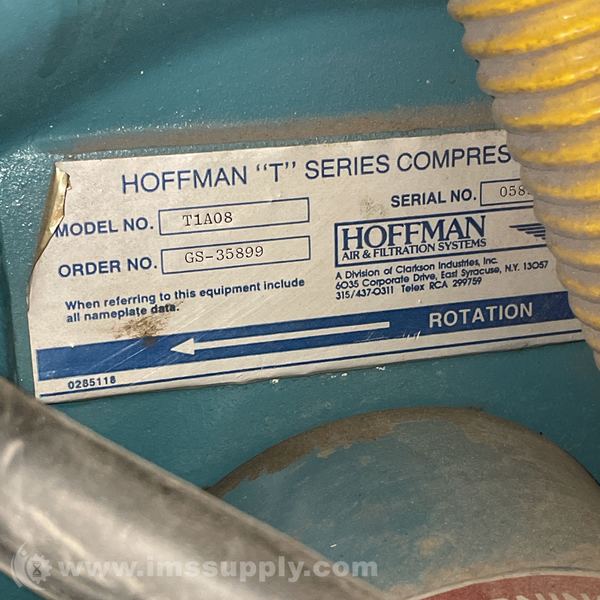 HOFFMAN "T" SERIES COMPRES
MODEL NO. T1A08
SERIAL NO. 058
ORDER NO. GS-35899
HOFFMAN
AIR & FILTRATION SYSTEMS
A Division of Clarkson Industries, Inc.
6035 Corporate Drive, East Syracuse, N.Y. 13057
315/437-0311 Telex RCA 299759
When referring to this equipment include
all nameplate data.
ROTATION
0285118
www.imssupply.com